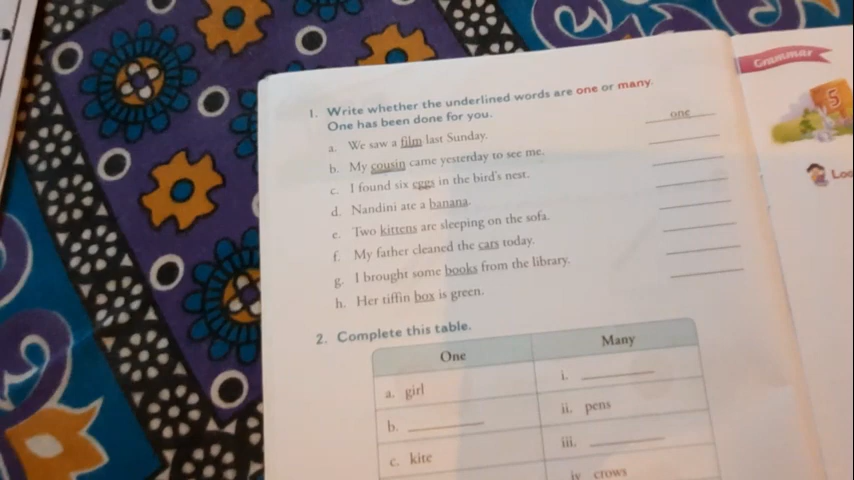 1. Write whether the underlined words are one or many.
One has been done for you.
a. We saw a film last Sunday. one
b. My cousin came yesterday to see me.
c. I found six eggs in the bird's nest.
d. Nandini ate a banana.
e. Two kittens are sleeping on the sofa.
f. My father cleaned the cars today.
g. I brought some books from the library.
h. Her tiffin box is green.
2. Complete this table.
One Many
a. girl i.
b. ii. pens
c. kite iii.
iv crows
Grammar
5